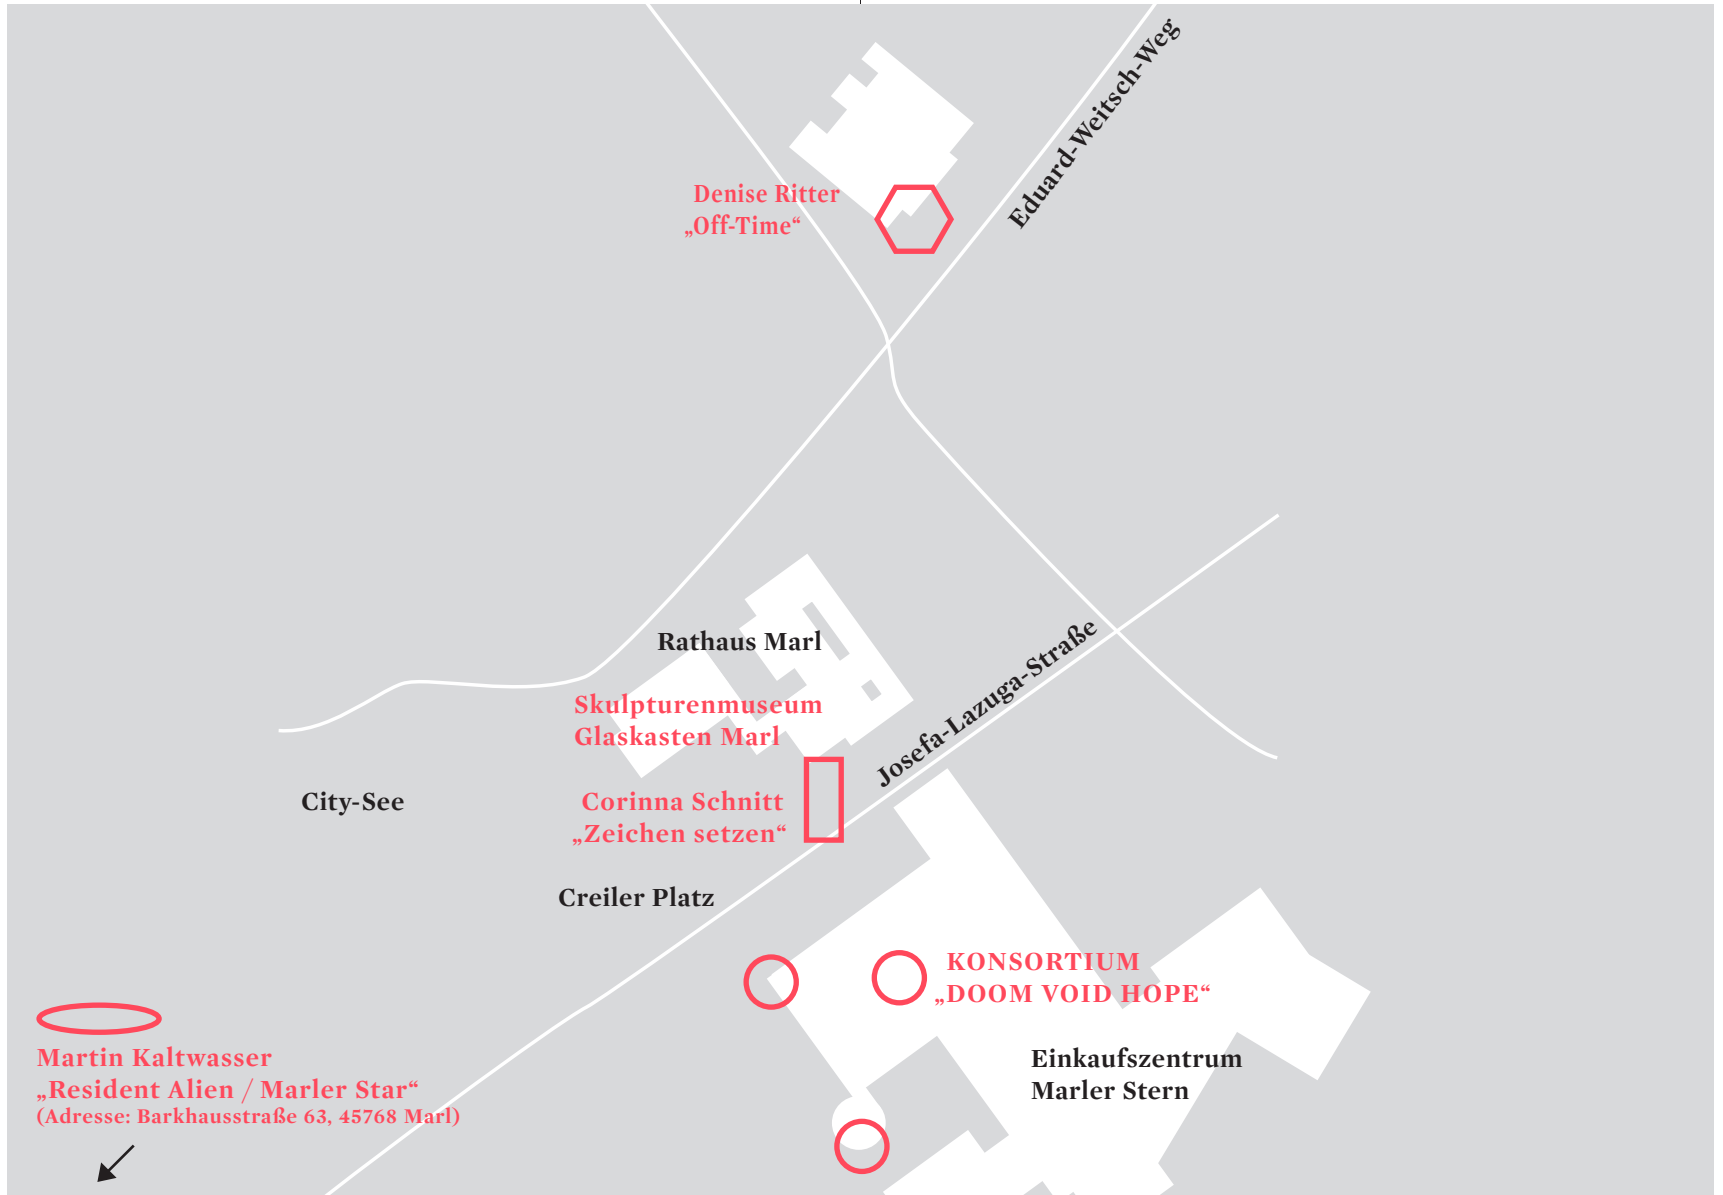 Eduard-Weitsch-Weg
Denise Ritter
„Off-Time“
Rathaus Marl
Skulpturenmuseum
Glaskasten Marl
Josefa-Lazuga-Straße
City-See
Corinna Schnitt
„Zeichen setzen“
Creiler Platz
KONSORTIUM
„DOOM VOID HOPE“
Martin Kaltwasser
„Resident Alien / Marler Star“
(Adresse: Barkhausstraße 63, 45768 Marl)
Einkaufszentrum
Marler Stern